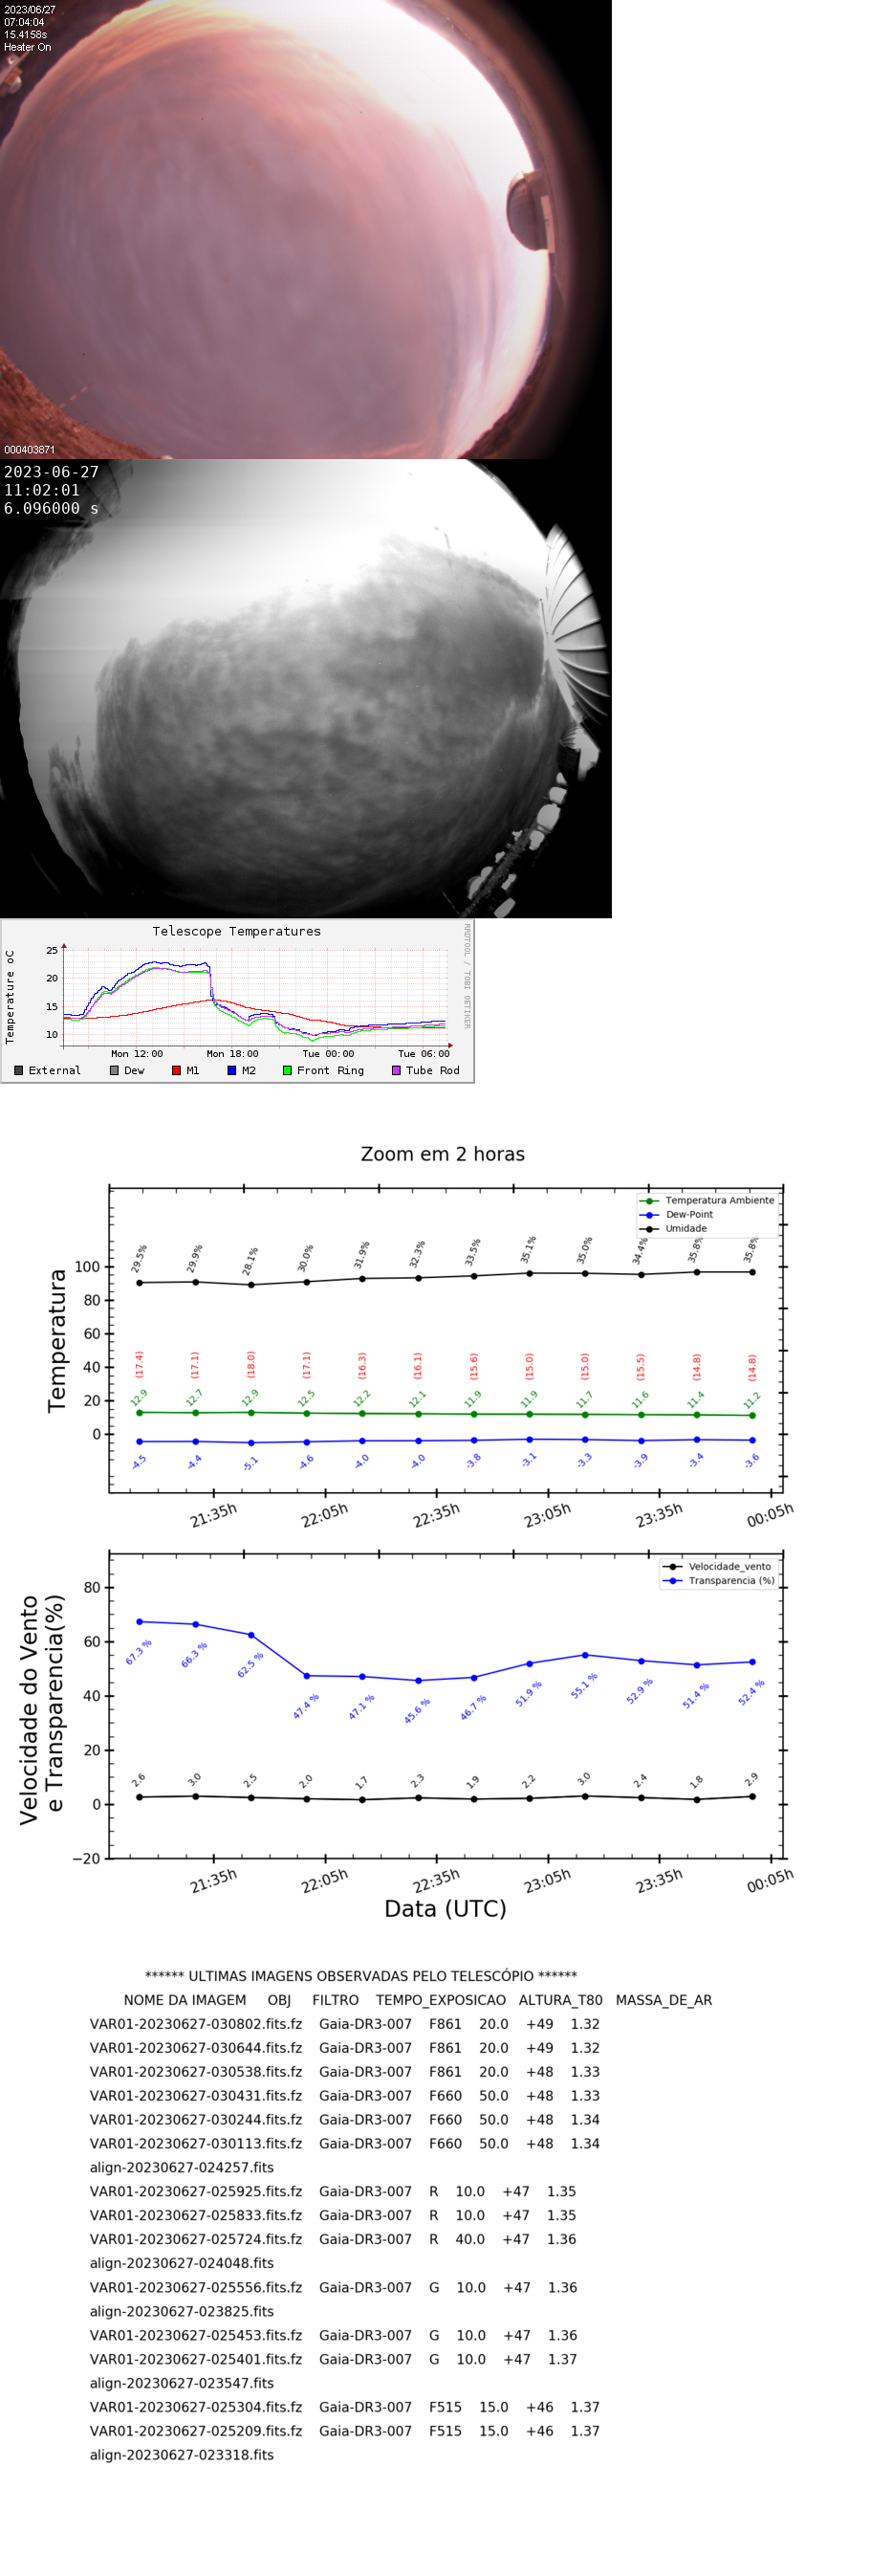 2023/06/27
07:04:04
15.4158s
Heater On
000403871
2023-06-27
11:02:01
6.096000 s
Telescope Temperatures
Temperature oC
RRDTOOL / TOBI OETIKER
25
20
15
10
Mon 12:00 Mon 18:00 Tue 00:00 Tue 06:00
External Dew M1 M2 Front Ring Tube Rod
Zoom em 2 horas
Temperatura Ambiente
Dew-Point
Umidade
Temperatura
29.5% 29.9% 28.1% 30.0% 31.9% 32.3% 33.5% 35.1% 35.0% 34.4% 35.8% 35.8%
100
80
60
40
20
0
(17.4) (17.1) (18.0) (17.1) (16.3) (16.1) (15.6) (15.0) (15.0) (15.5) (14.8) (14.8)
12.9 12.7 12.9 12.5 12.2 12.1 11.9 11.9 11.7 11.6 11.4 11.2
-4.5 -4.4 -5.1 -4.6 -4.0 -4.0 -3.8 -3.1 -3.3 -3.9 -3.4 -3.6
21:35h 22:05h 22:35h 23:05h 23:35h 00:05h
Velocidade_vento
Transparencia (%)
Velocidade do Vento
e Transparencia(%)
80
60
40
20
0
−20
67.3 % 66.3 % 62.5 % 47.4 % 47.1 % 45.6 % 46.7 % 51.9 % 55.1 % 52.9 % 51.4 % 52.4 %
2.6 3.0 2.5 2.0 1.7 2.3 1.9 2.2 3.0 2.4 1.8 2.9
21:35h 22:05h 22:35h 23:05h 23:35h 00:05h
Data (UTC)
****** ULTIMAS IMAGENS OBSERVADAS PELO TELESCÓPIO ******
NOME DA IMAGEM OBJ FILTRO TEMPO_EXPOSICAO ALTURA_T80 MASSA_DE_AR
VAR01-20230627-030802.fits.fz Gaia-DR3-007 F861 20.0 +49 1.32
VAR01-20230627-030644.fits.fz Gaia-DR3-007 F861 20.0 +49 1.32
VAR01-20230627-030538.fits.fz Gaia-DR3-007 F861 20.0 +48 1.33
VAR01-20230627-030431.fits.fz Gaia-DR3-007 F660 50.0 +48 1.33
VAR01-20230627-030244.fits.fz Gaia-DR3-007 F660 50.0 +48 1.34
VAR01-20230627-030113.fits.fz Gaia-DR3-007 F660 50.0 +48 1.34
align-20230627-024257.fits
VAR01-20230627-025925.fits.fz Gaia-DR3-007 R 10.0 +47 1.35
VAR01-20230627-025833.fits.fz Gaia-DR3-007 R 10.0 +47 1.35
VAR01-20230627-025724.fits.fz Gaia-DR3-007 R 40.0 +47 1.36
align-20230627-024048.fits
VAR01-20230627-025556.fits.fz Gaia-DR3-007 G 10.0 +47 1.36
align-20230627-023825.fits
VAR01-20230627-025453.fits.fz Gaia-DR3-007 G 10.0 +47 1.36
VAR01-20230627-025401.fits.fz Gaia-DR3-007 G 10.0 +47 1.37
align-20230627-023547.fits
VAR01-20230627-025304.fits.fz Gaia-DR3-007 F515 15.0 +46 1.37
VAR01-20230627-025209.fits.fz Gaia-DR3-007 F515 15.0 +46 1.37
align-20230627-023318.fits